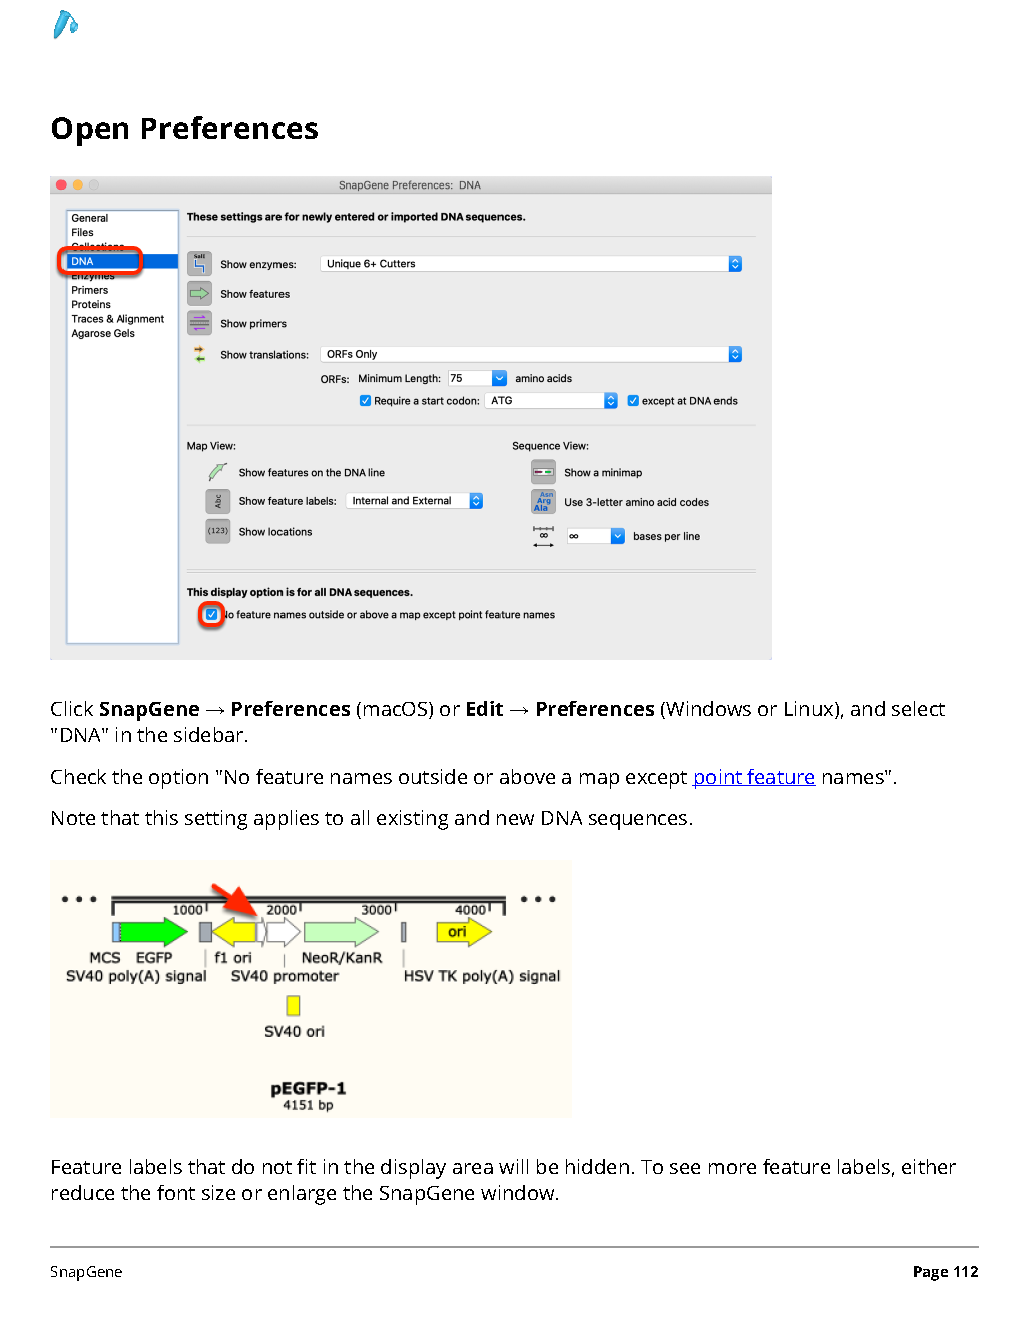 Open Preferences
SnapGene Preferences: DNA
General
Files
Collections
DNA
Enzymes
Primers
Proteins
Traces & Alignment
Agarose Gels
These settings are for newly entered or imported DNA sequences.
SalI
Show enzymes: Unique 6+ Cutters
Show features
Show primers
Show translations: ORFs Only
ORFs: Minimum Length: 75 amino acids
Require a start codon: ATG except at DNA ends
Map View:
Show features on the DNA line
Abc Show feature labels: Internal and External
(123) Show locations
Sequence View:
Show a minimap
Asn
Arg
Ala
Use 3-letter amino acid codes
∞ ∞ bases per line
This display option is for all DNA sequences.
No feature names outside or above a map except point feature names
Click SnapGene → Preferences (macOS) or Edit → Preferences (Windows or Linux), and select
"DNA" in the sidebar.
Check the option "No feature names outside or above a map except point feature names".
Note that this setting applies to all existing and new DNA sequences.
1000 2000 3000 4000
ori
MCS EGFP f1 ori NeoR/KanR
SV40 poly(A) signal SV40 promoter HSV TK poly(A) signal
SV40 ori
pEGFP-1
4151 bp
Feature labels that do not fit in the display area will be hidden. To see more feature labels, either
reduce the font size or enlarge the SnapGene window.
SnapGene Page 112